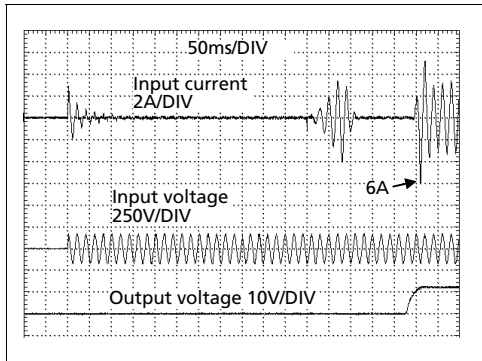 50ms/DIV
Input current
2A/DIV
6A
Input voltage
250V/DIV
Output voltage 10V/DIV